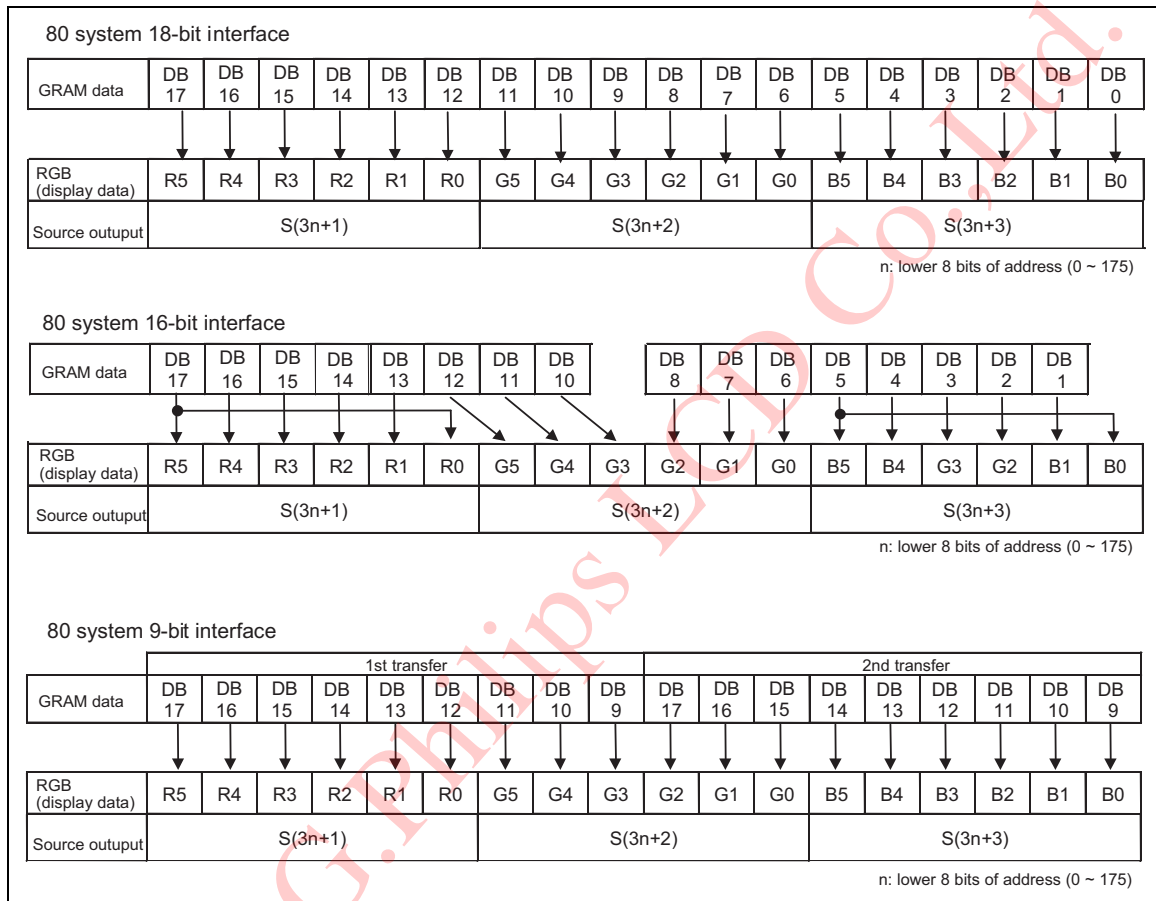 80 system 18-bit interface
GRAM data DB 17 DB 16 DB 15 DB 14 DB 13 DB 12 DB 11 DB 10 DB 9 DB 8 DB 7 DB 6 DB 5 DB 4 DB 3 DB 2 DB 1 DB 0
RGB (display data) R5 R4 R3 R2 R1 R0 G5 G4 G3 G2 G1 G0 B5 B4 B3 B2 B1 B0
Source outuput S(3n+1) S(3n+2) S(3n+3)
n: lower 8 bits of address (0 ~ 175)
80 system 16-bit interface
GRAM data DB 17 DB 16 DB 15 DB 14 DB 13 DB 12 DB 11 DB 10 DB 8 DB 7 DB 6 DB 5 DB 4 DB 3 DB 2 DB 1
RGB (display data) R5 R4 R3 R2 R1 R0 G5 G4 G3 G2 G1 G0 B5 B4 G3 G2 B1 B0
Source outuput S(3n+1) S(3n+2) S(3n+3)
n: lower 8 bits of address (0 ~ 175)
80 system 9-bit interface
1st transfer 2nd transfer
GRAM data DB 17 DB 16 DB 15 DB 14 DB 13 DB 12 DB 11 DB 10 DB 9 DB 17 DB 16 DB 15 DB 14 DB 13 DB 12 DB 11 DB 10 DB 9
RGB (display data) R5 R4 R3 R2 R1 R0 G5 G4 G3 G2 G1 G0 B5 B4 B3 B2 B1 B0
Source outuput S(3n+1) S(3n+2) S(3n+3)
n: lower 8 bits of address (0 ~ 175)
G.Philips LCD Co.,Ltd.